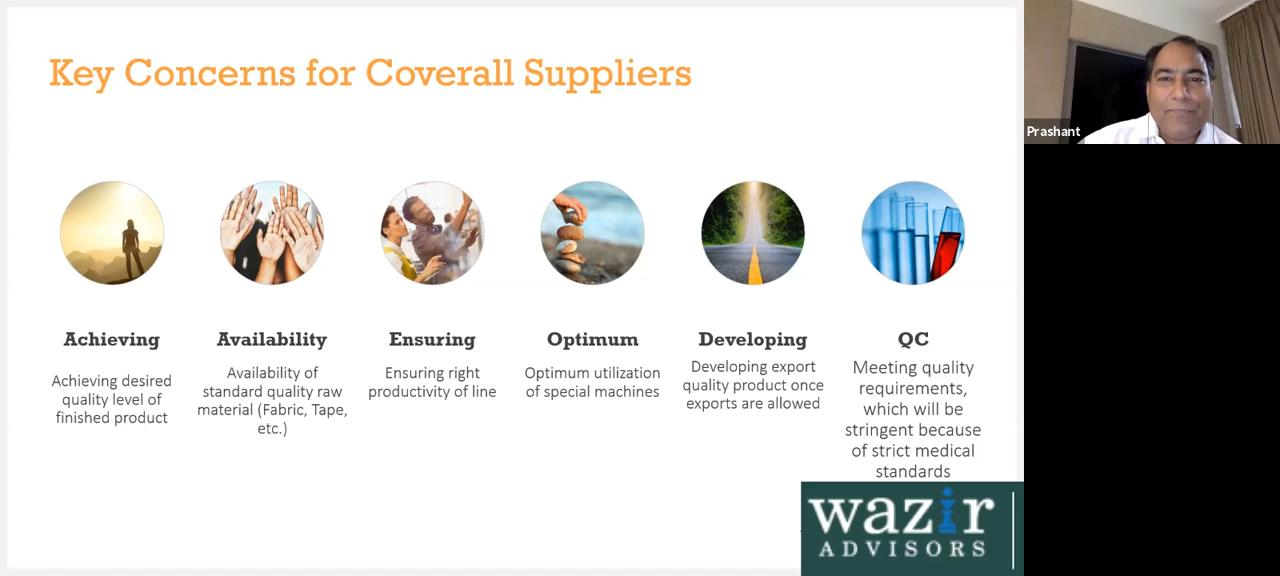 Key Concerns for Coverall Suppliers
Prashant
Achieving
Achieving desired
quality level of
finished product
Availability
Availability of
standard quality raw
material (Fabric, Tape,
etc.)
Ensuring
Ensuring right
productivity of line
Optimum
Optimum utilization
of special machines
Developing
Developing export
quality product once
exports are allowed
QC
Meeting quality
requirements,
which will be
stringent because
of strict medical
standards
wazir
ADVISORS